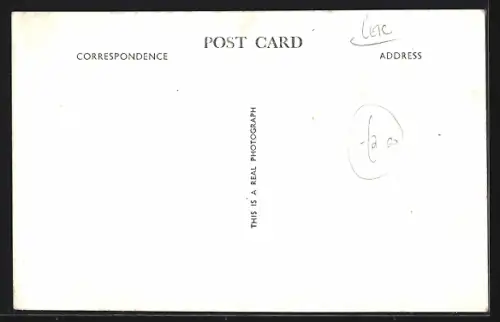 POST CARD
CORRESPONDENCE
ADDRESS
THIS IS A REAL PHOTOGRAPH